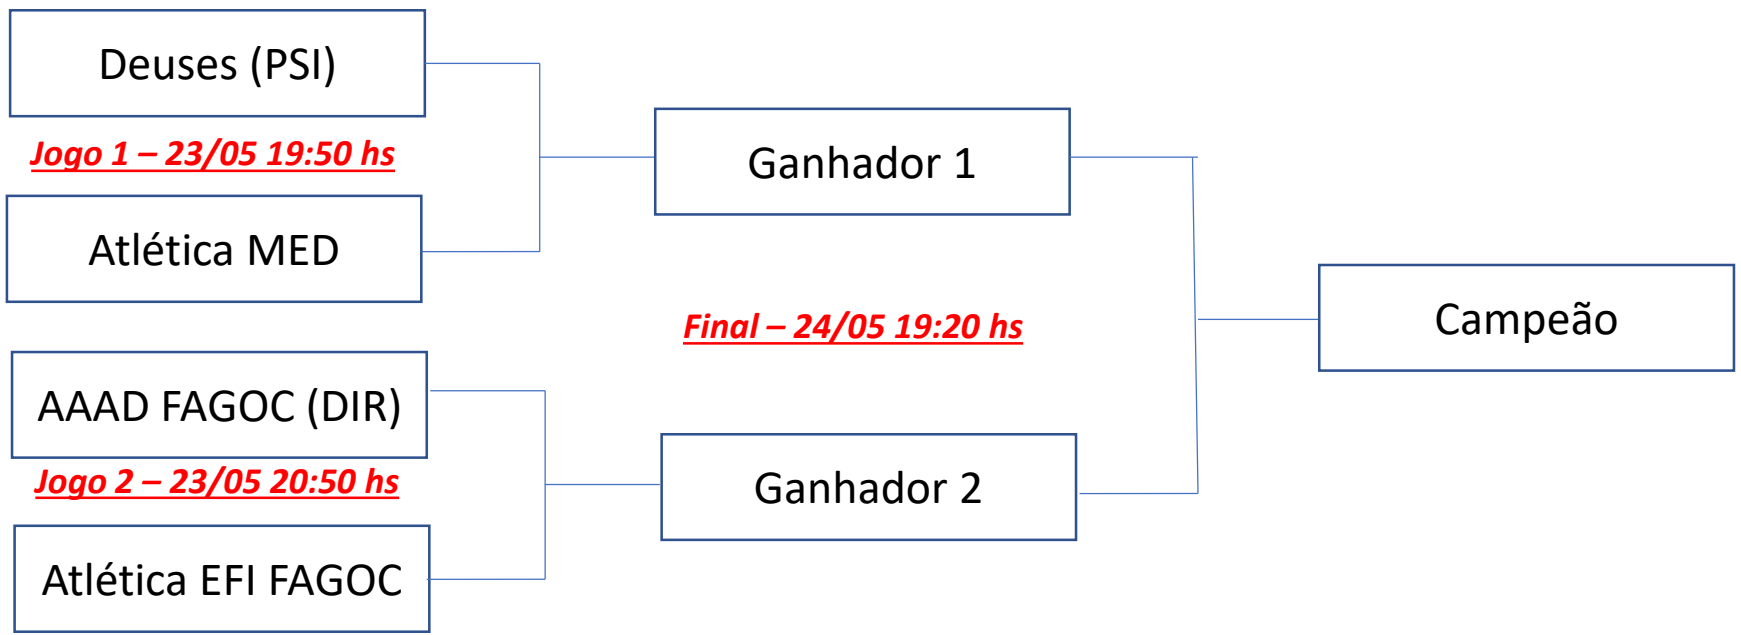 Deuses (PSI)
Jogo 1 – 23/05 19:50 hs
Atlética MED
AAAD FAGOC (DIR)
Jogo 2 – 23/05 20:50 hs
Atlética EFI FAGOC
Ganhador 1
Final – 24/05 19:20 hs
Ganhador 2
Campeão